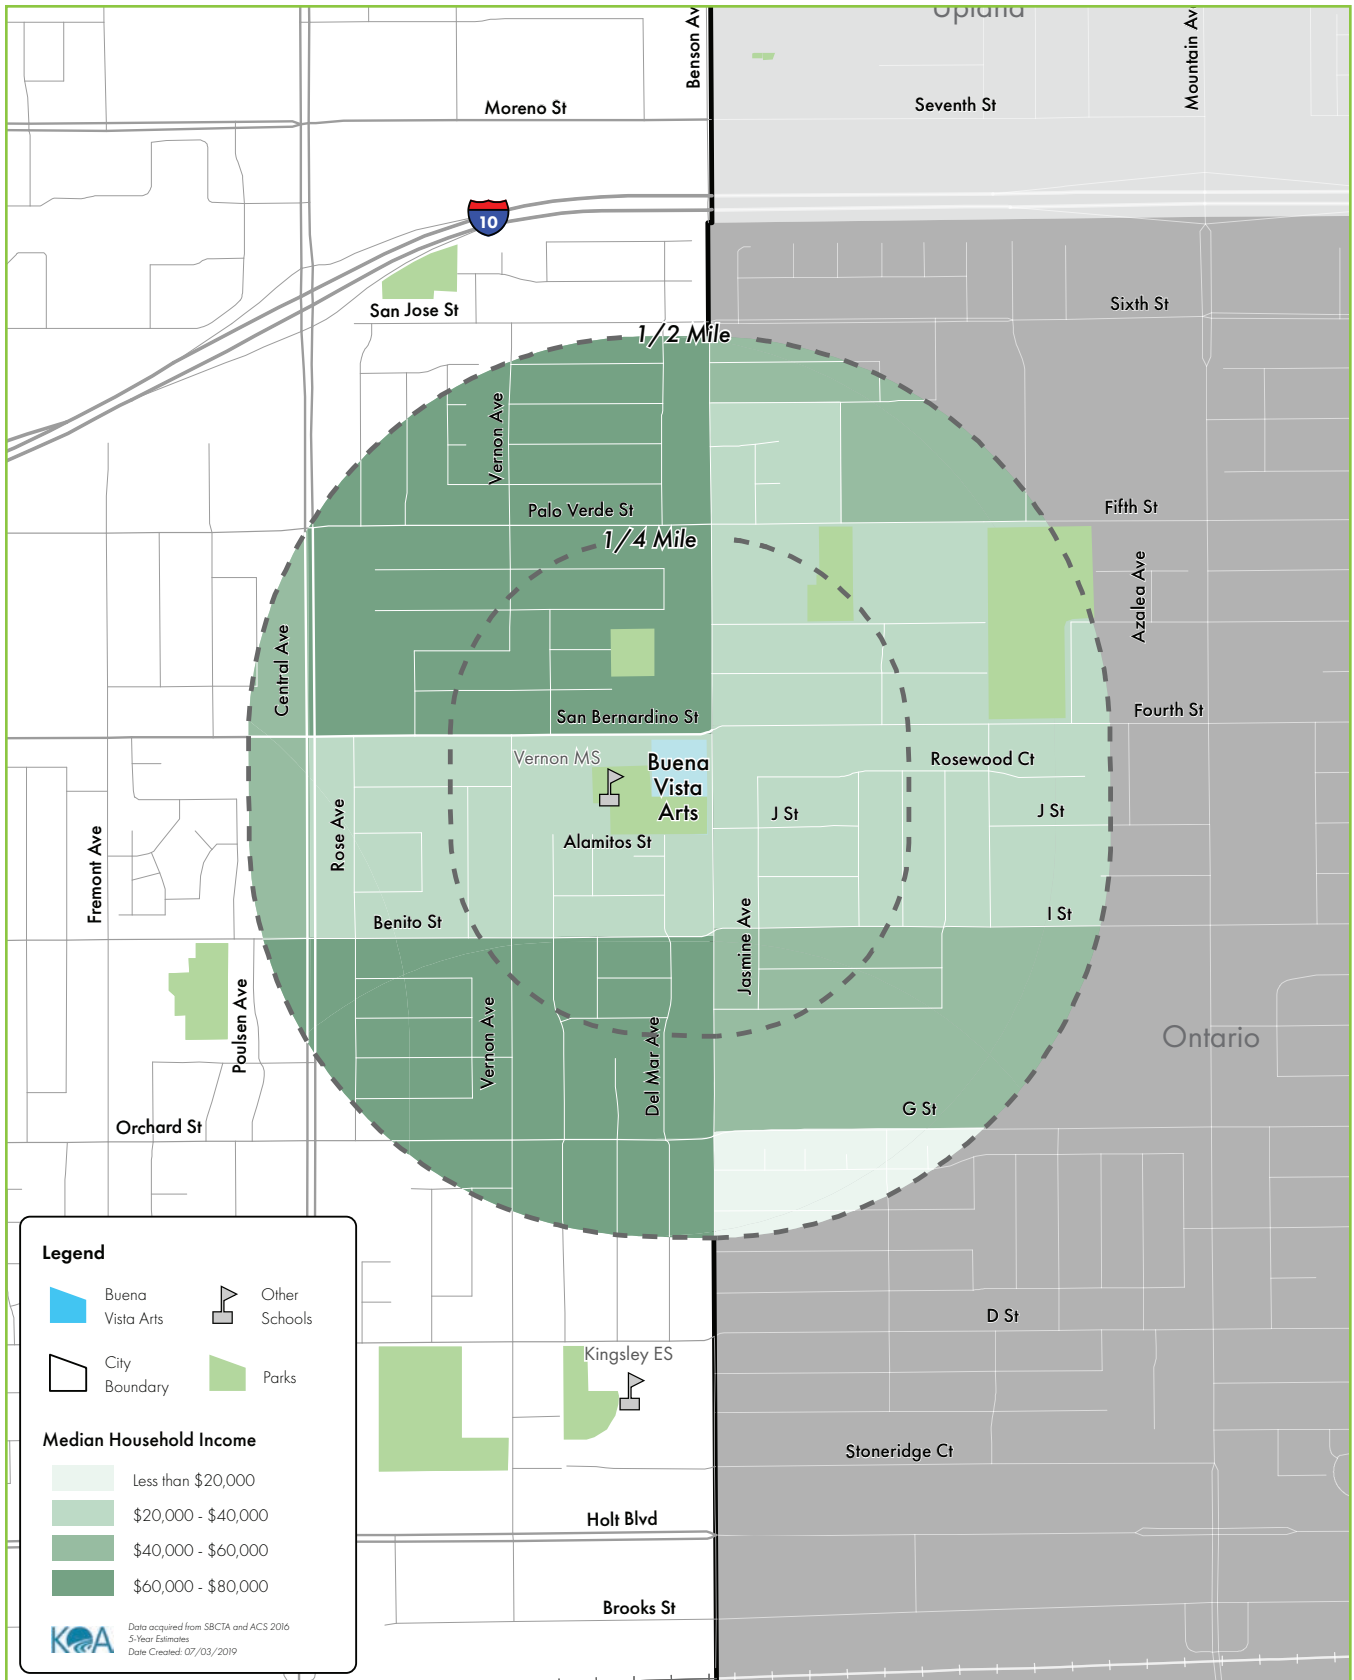 Upland
Benson Av
Mountain Av
Moreno St
Seventh St
10
San Jose St
Sixth St
1/2 Mile
Vernon Ave
Palo Verde St
Fifth St
1/4 Mile
Azalea Ave
Central Ave
San Bernardino St
Fourth St
Vernon MS
Buena
Vista
Arts
Rosewood Ct
J St
J St
Rose Ave
Alamitos St
Fremont Ave
Benito St
I St
Jasmine Ave
Poulsen Ave
Vernon Ave
Del Mar Ave
Ontario
G St
Orchard St
Legend
Buena
Vista Arts
Other
Schools
City
Boundary
Parks
D St
Kingsley ES
Median Household Income
Less than $20,000
$20,000 - $40,000
$40,000 - $60,000
$60,000 - $80,000
Stoneridge Ct
Holt Blvd
Brooks St
KOA
Data acquired from SBCTA and ACS 2016
5-Year Estimates
Date Created: 07/03/2019